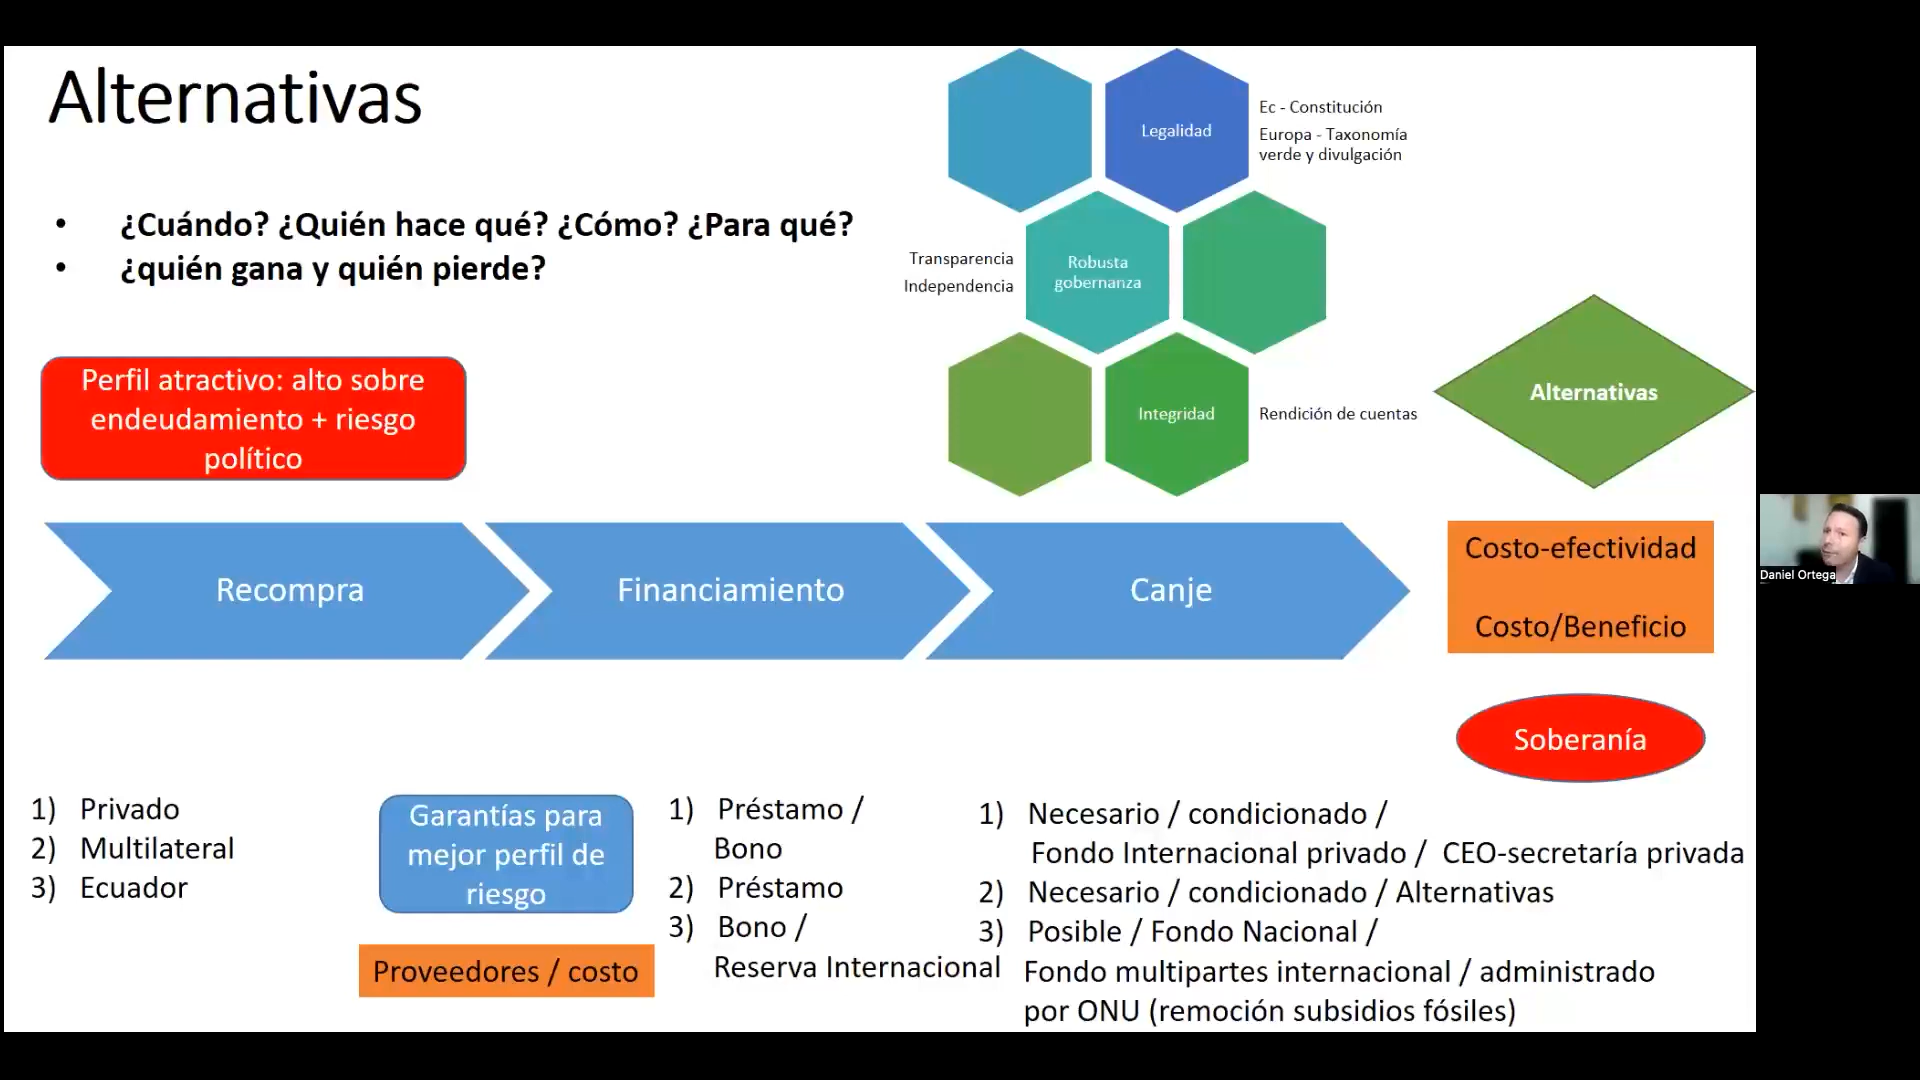 Alternativas
• ¿Cuándo? ¿Quién hace qué? ¿Cómo? ¿Para qué?
• ¿quién gana y quién pierde?
Legalidad
Ec - Constitución
Europa - Taxonomía
verde y divulgación
Transparencia
Independencia
Robusta
gobernanza
Integridad
Rendición de cuentas
Alternativas
Perfil atractivo: alto sobre
endeudamiento + riesgo
político
Recompra
Financiamiento
Canje
Costo-efectividad
Costo/Beneficio
Daniel Ortega
Soberanía
1) Privado
2) Multilateral
3) Ecuador
Garantías para
mejor perfil de
riesgo
Proveedores / costo
1) Préstamo /
Bono
2) Préstamo
3) Bono /
Reserva Internacional
1) Necesario / condicionado /
Fondo Internacional privado / CEO-secretaría privada
2) Necesario / condicionado / Alternativas
3) Posible / Fondo Nacional /
Fondo multipartes internacional / administrado
por ONU (remoción subsidios fósiles)